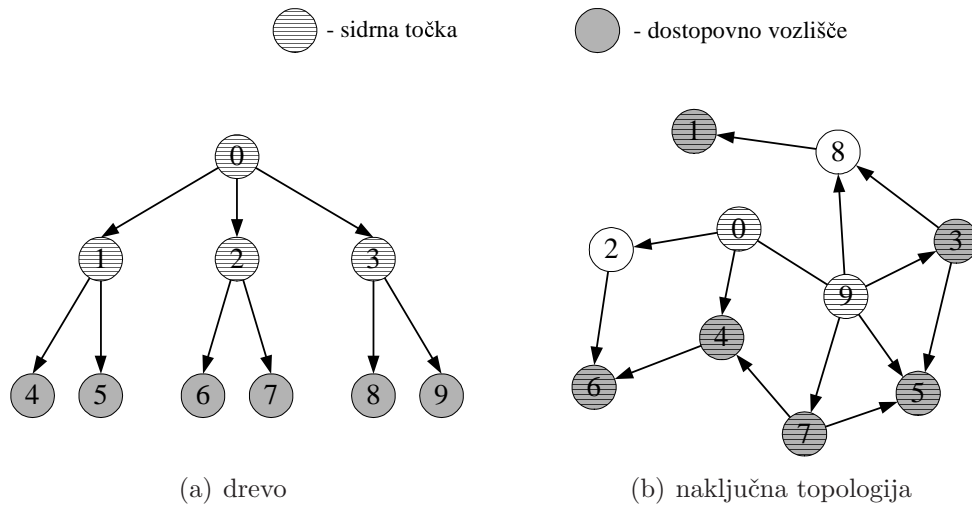 - sidrna točka
- dostopovno vozlišče
0
1 2 3
4 5 6 7 8 9
(a) drevo
1
8
0
3
2
9
4
6
5
7
(b) naključna topologija